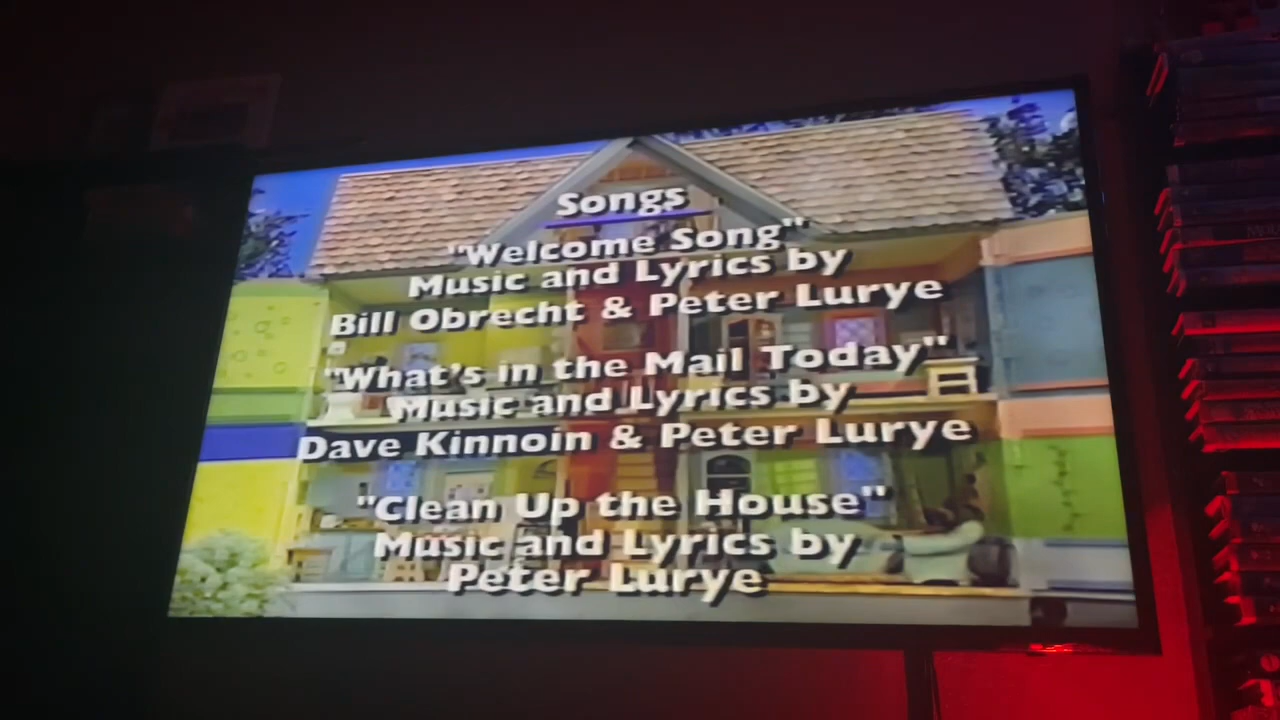 Songs
"Welcome Song"
Music and Lyrics by
Bill Obrecht & Peter Lurye
"What's in the Mail Today"
Music and Lyrics by
Dave Kinnoin & Peter Lurye
"Clean Up the House"
Music and Lyrics by
Peter Lurye